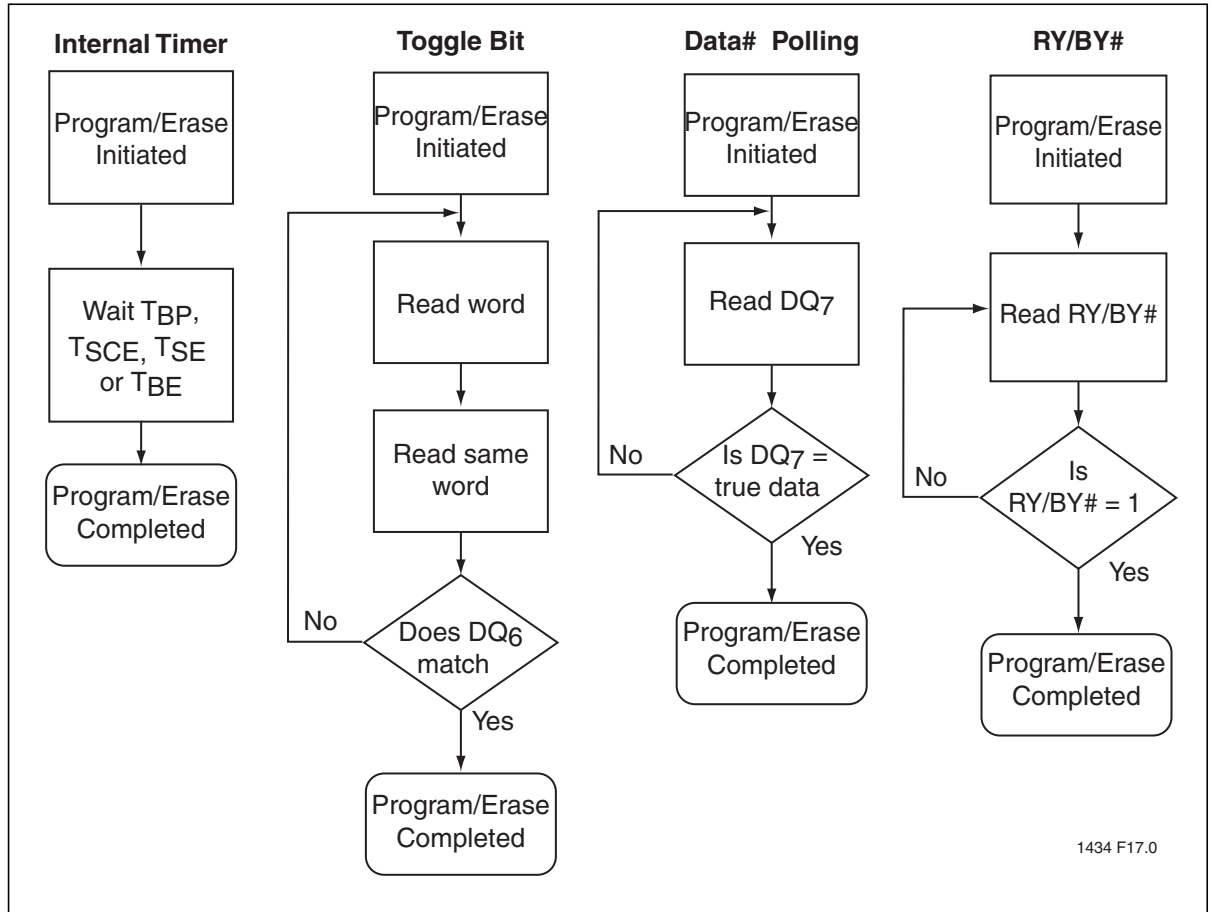 Internal Timer
Program/Erase
Initiated
Wait TBP,
TSCE, TSE
or TBE
Program/Erase
Completed
Toggle Bit
Program/Erase
Initiated
Read word
Read same
word
Does DQ6
match
No
Yes
Program/Erase
Completed
Data# Polling
Program/Erase
Initiated
Read DQ7
Is DQ7 =
true data
No
Yes
Program/Erase
Completed
RY/BY#
Program/Erase
Initiated
Read RY/BY#
Is
RY/BY# = 1
No
Yes
Program/Erase
Completed
1434 F17.0